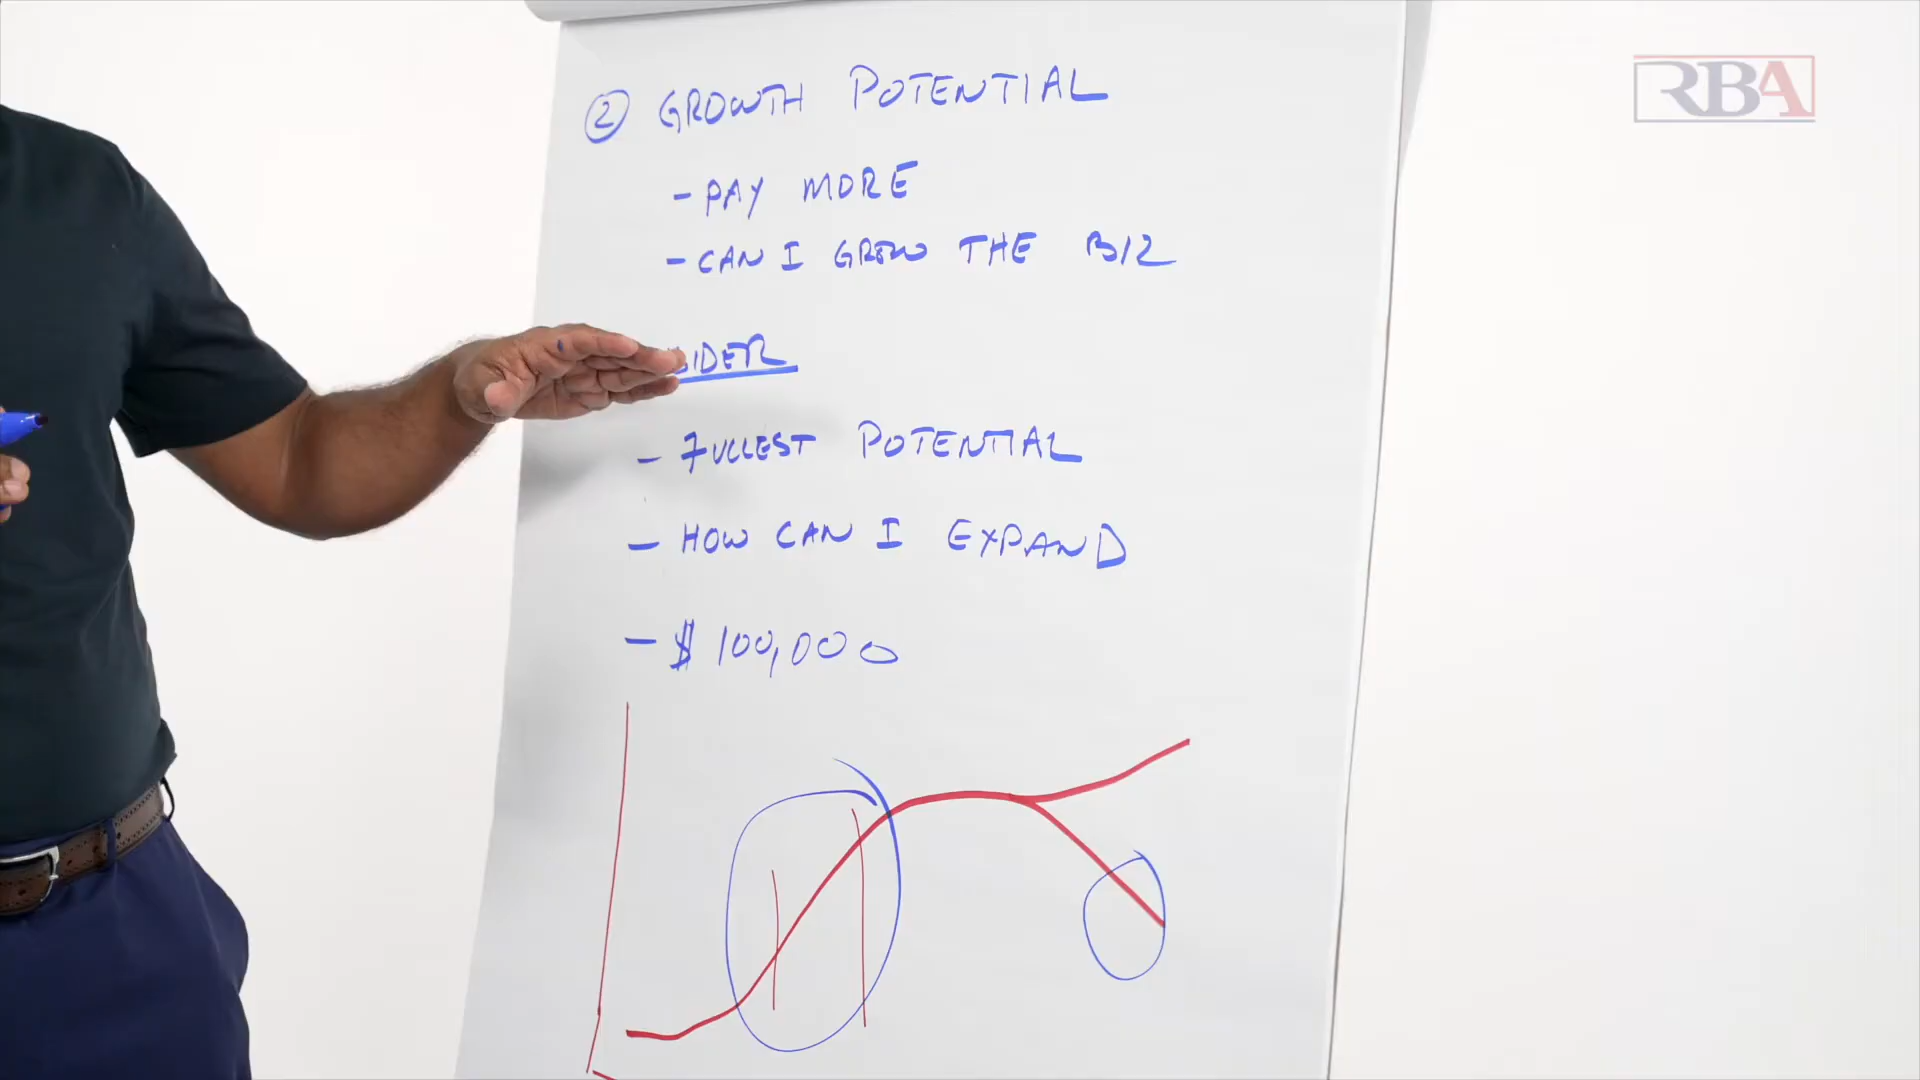 RBA
② GROWTH POTENTIAL
- PAY MORE
- CAN I GROW THE BIZ
- FULLEST POTENTIAL
- HOW CAN I EXPAND
- $ 100,000